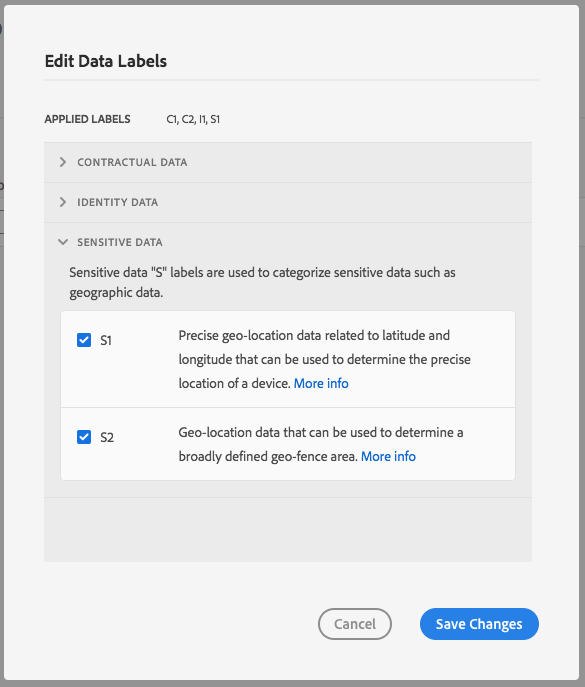 Edit Data Labels
APPLIED LABELS C1, C2, I1, S1
CONTRACTUAL DATA
IDENTITY DATA
SENSITIVE DATA
Sensitive data "S" labels are used to categorize sensitive data such as
geographic data.
S1
Precise geo-location data related to latitude and
longitude that can be used to determine the precise
location of a device. More info
S2
Geo-location data that can be used to determine a
broadly defined geo-fence area. More info
Cancel
Save Changes